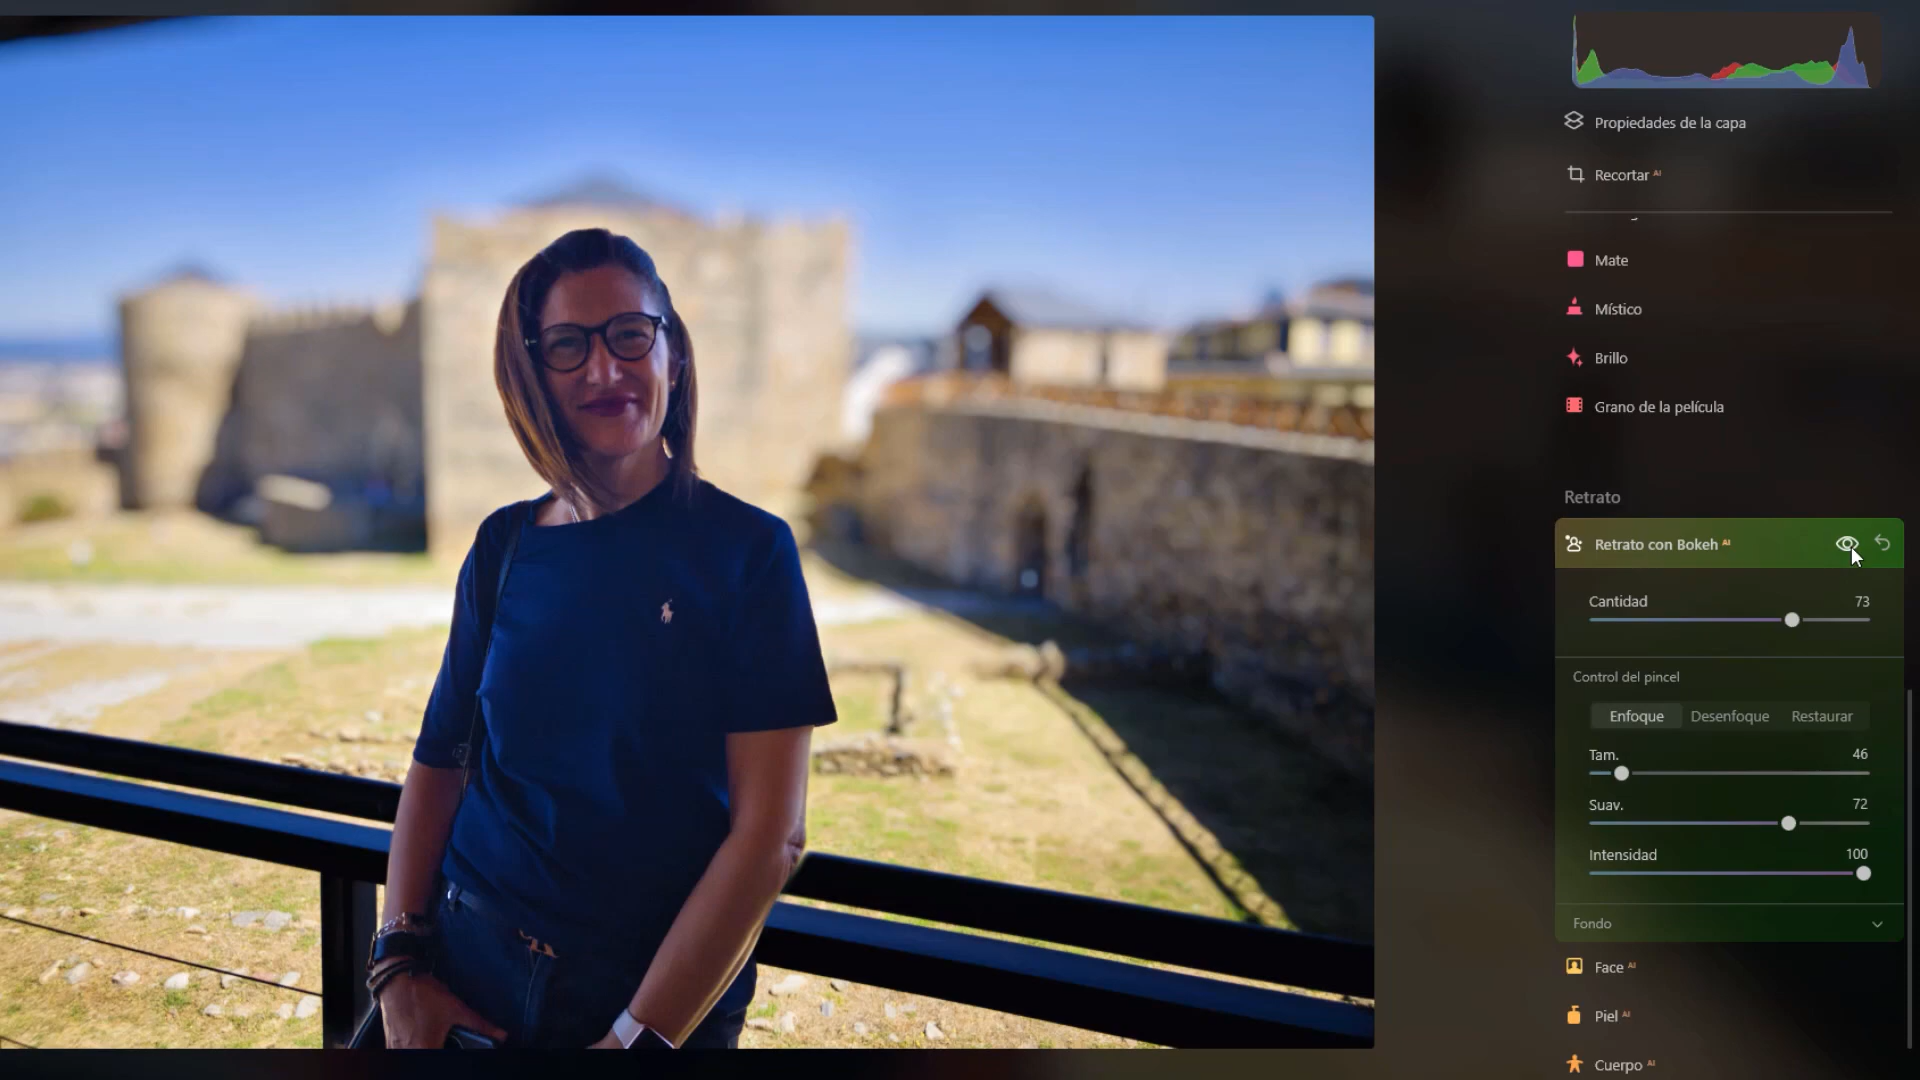 Propiedades de la capa
Recortar AI
Mate
Místico
Brillo
Grano de la película
Retrato
Retrato con Bokeh AI
Cantidad 73
Control del pincel
Enfoque Desenfoque Restaurar
Tam. 46
Suav. 72
Intensidad 100
Fondo
Face AI
Piel AI
Cuerpo AI